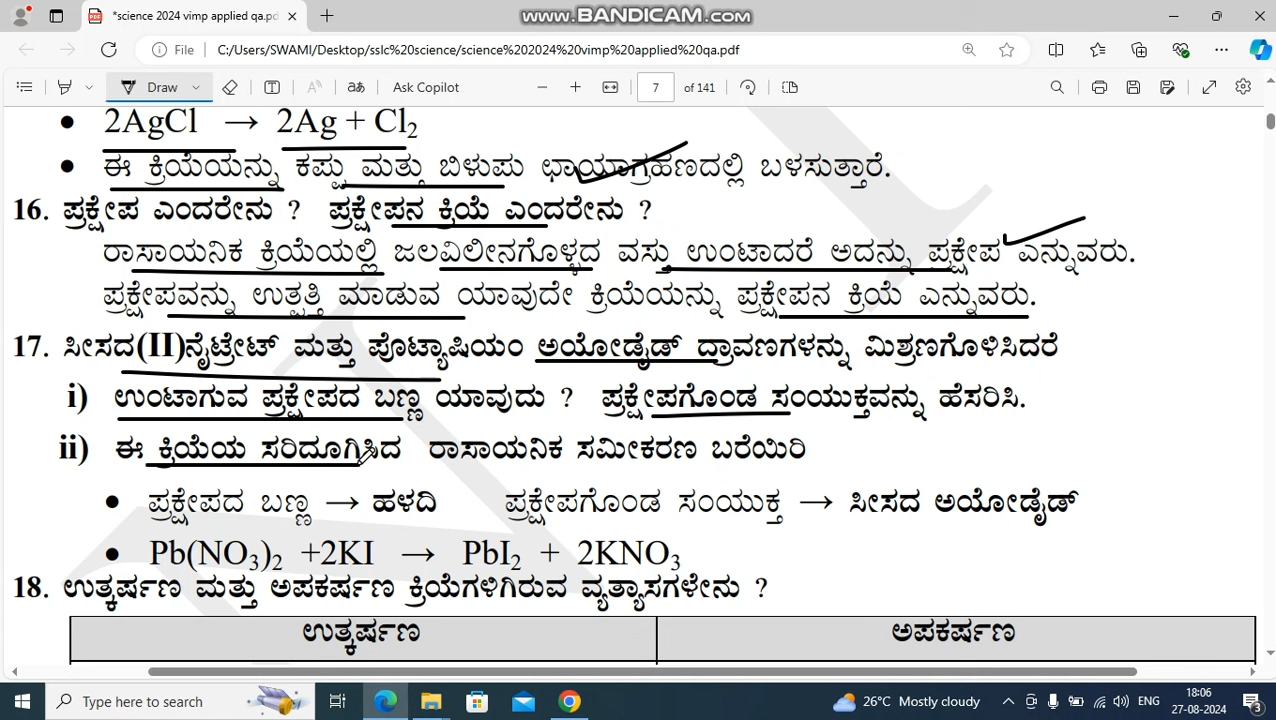 *science 2024 vimp applied qa.pd
www.BANDICAM.com
File C:/Users/SWAMI/Desktop/sslc%20science/science%202024%20vimp%20applied%20qa.pdf
Draw Ask Copilot 7 of 141
• 2AgCl → 2Ag + Cl₂
• ಈ ಕ್ರಿಯೆಯನ್ನು ಕಪ್ಪು ಮತ್ತು ಬಿಳುಪು ಛಾಯಾಗ್ರಹಣದಲ್ಲಿ ಬಳಸುತ್ತಾರೆ.
16. ಪ್ರಕ್ಷೇಪ ಎಂದರೇನು ? ಪ್ರಕ್ಷೇಪನ ಕ್ರಿಯೆ ಎಂದರೇನು ?
ರಾಸಾಯನಿಕ ಕ್ರಿಯೆಯಲ್ಲಿ ಜಲವಿಲೀನಗೊಳ್ಳದ ವಸ್ತು ಉಂಟಾದರೆ ಅದನ್ನು ಪ್ರಕ್ಷೇಪ ಎನ್ನುವರು.
ಪ್ರಕ್ಷೇಪವನ್ನು ಉತ್ಪತ್ತಿ ಮಾಡುವ ಯಾವುದೇ ಕ್ರಿಯೆಯನ್ನು ಪ್ರಕ್ಷೇಪನ ಕ್ರಿಯೆ ಎನ್ನುವರು.
17. ಸೀಸದ(II)ನೈಟ್ರೇಟ್ ಮತ್ತು ಪೊಟ್ಯಾಷಿಯಂ ಅಯೋಡೈಡ್ ದ್ರಾವಣಗಳನ್ನು ಮಿಶ್ರಣಗೊಳಿಸಿದರೆ
i) ಉಂಟಾಗುವ ಪ್ರಕ್ಷೇಪದ ಬಣ್ಣ ಯಾವುದು ? ಪ್ರಕ್ಷೇಪಗೊಂಡ ಸಂಯುಕ್ತವನ್ನು ಹೆಸರಿಸಿ.
ii) ಈ ಕ್ರಿಯೆಯ ಸರಿದೂಗಿಸಿದ ರಾಸಾಯನಿಕ ಸಮೀಕರಣ ಬರೆಯಿರಿ
• ಪ್ರಕ್ಷೇಪದ ಬಣ್ಣ → ಹಳದಿ ಪ್ರಕ್ಷೇಪಗೊಂಡ ಸಂಯುಕ್ತ → ಸೀಸದ ಅಯೋಡೈಡ್
• Pb(NO₃)₂ +2KI → PbI₂ + 2KNO₃
18. ಉತ್ಕರ್ಷಣ ಮತ್ತು ಅಪಕರ್ಷಣ ಕ್ರಿಯೆಗಳಿಗಿರುವ ವ್ಯತ್ಯಾಸಗಳೇನು ?
ಉತ್ಕರ್ಷಣ ಅಪಕರ್ಷಣ
Type here to search 26°C Mostly cloudy ENG 18:06
27-08-2024 3